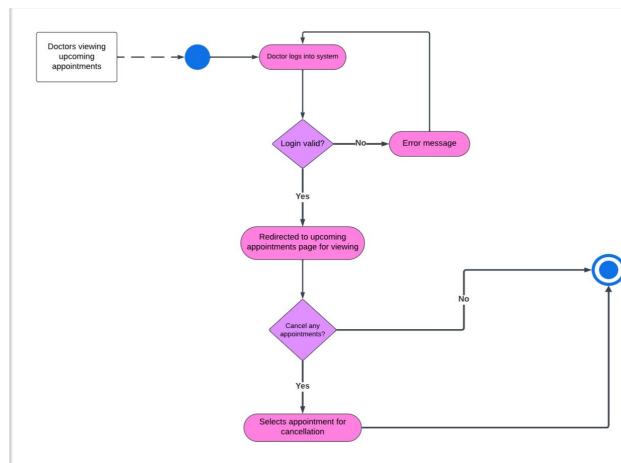 Doctors viewing
upcoming
appointments
Doctor logs into system
Login valid?
No
Error message
Yes
Redirected to upcoming
appointments page for viewing
Cancel any
appointments?
No
Yes
Selects appointment for
cancellation